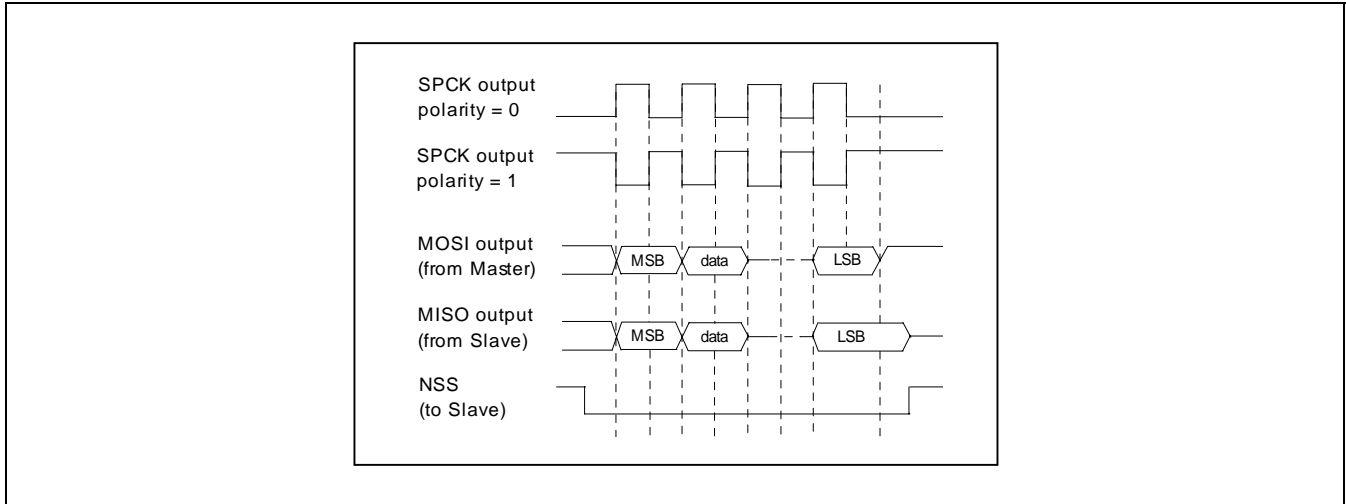 SPCK output
polarity = 0
SPCK output
polarity = 1
MOSI output
(from Master)
MSB data LSB
MISO output
(from Slave)
MSB data LSB
NSS
(to Slave)